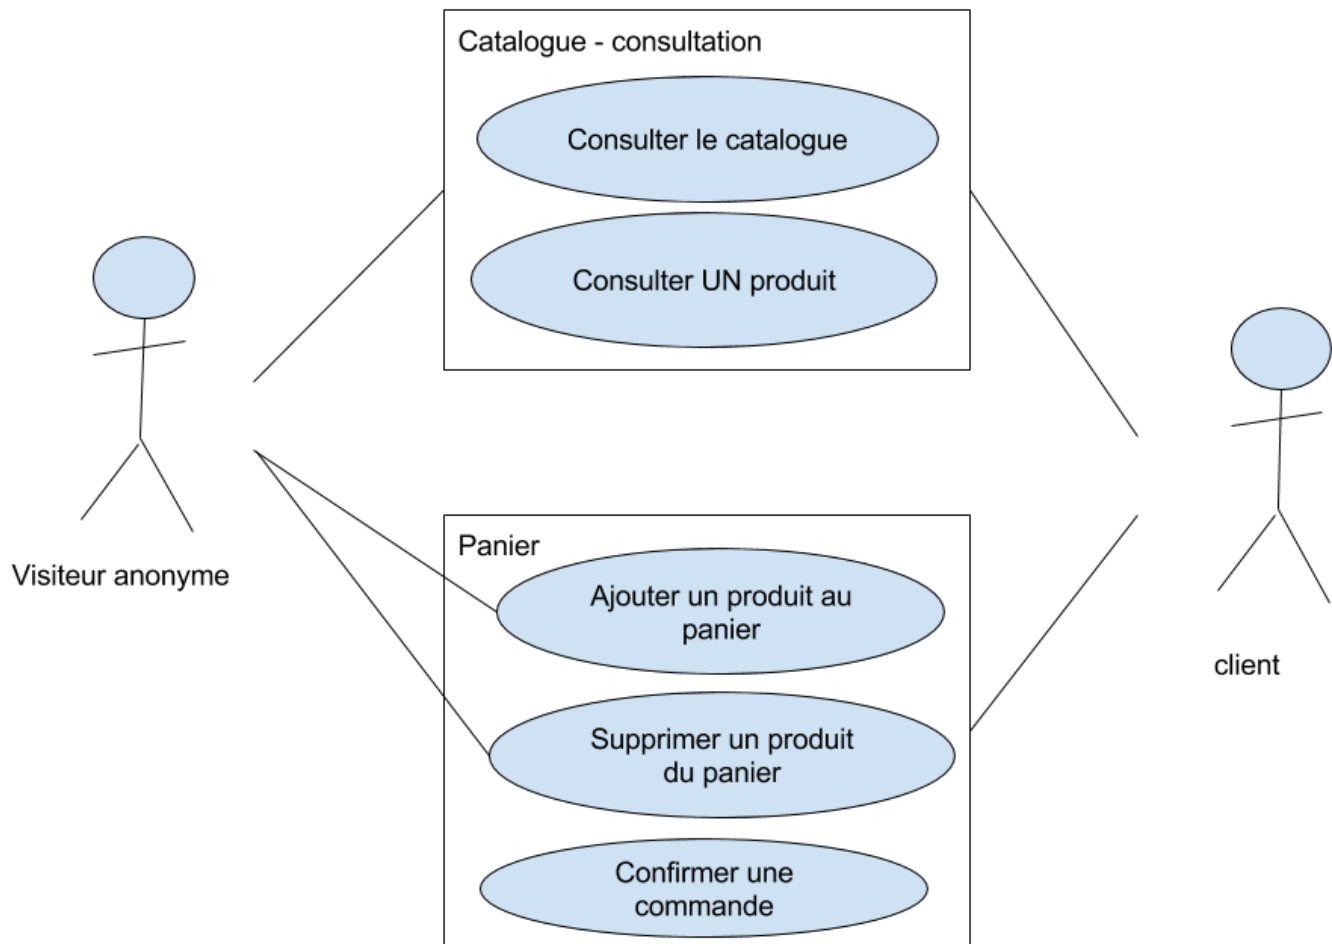 Catalogue - consultation
Consulter le catalogue
Consulter UN produit
Visiteur anonyme
Panier
Ajouter un produit au
panier
Supprimer un produit
du panier
Confirmer une
commande
client